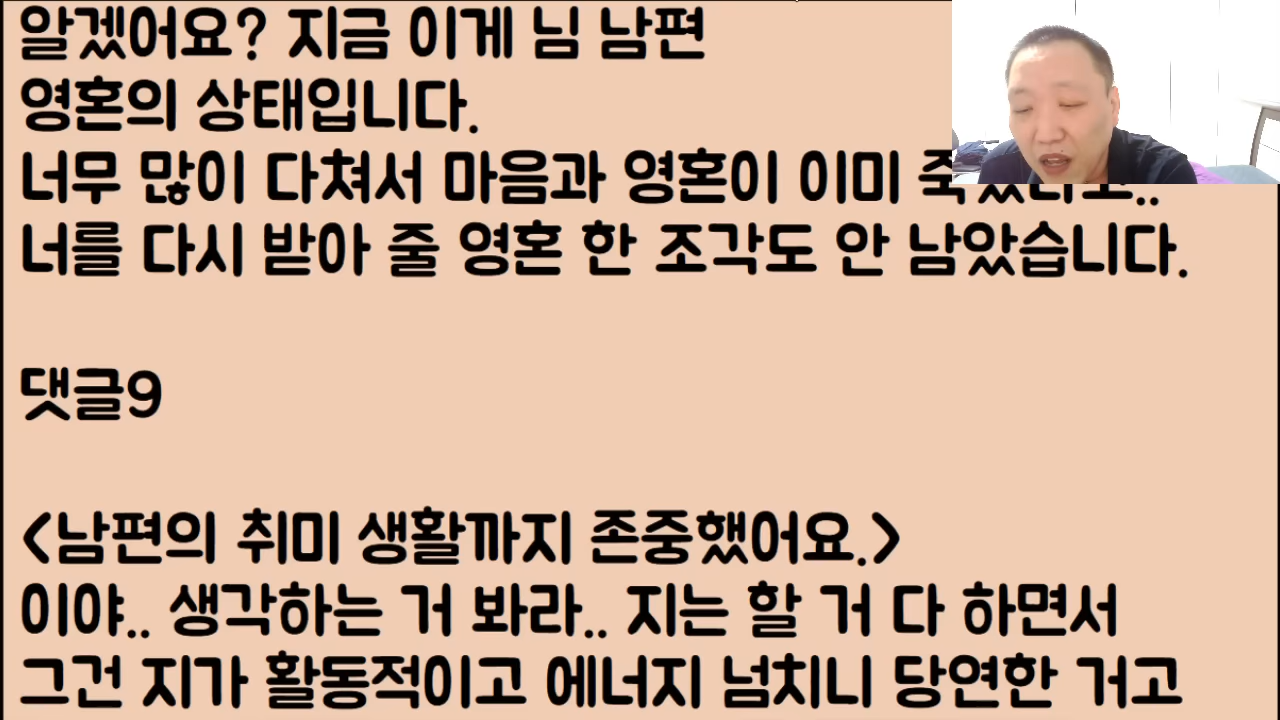 알겠어요? 지금 이게 님 남편
영혼의 상태입니다.
너무 많이 다쳐서 마음과 영혼이 이미
너를 다시 받아 줄 영혼 한 조각도 안 남았습니다.
댓글9
<남편의 취미 생활까지 존중했어요.>
이야.. 생각하는 거 봐라.. 지는 할 거 다 하면서
그건 지가 활동적이고 에너지 넘치니 당연한 거고